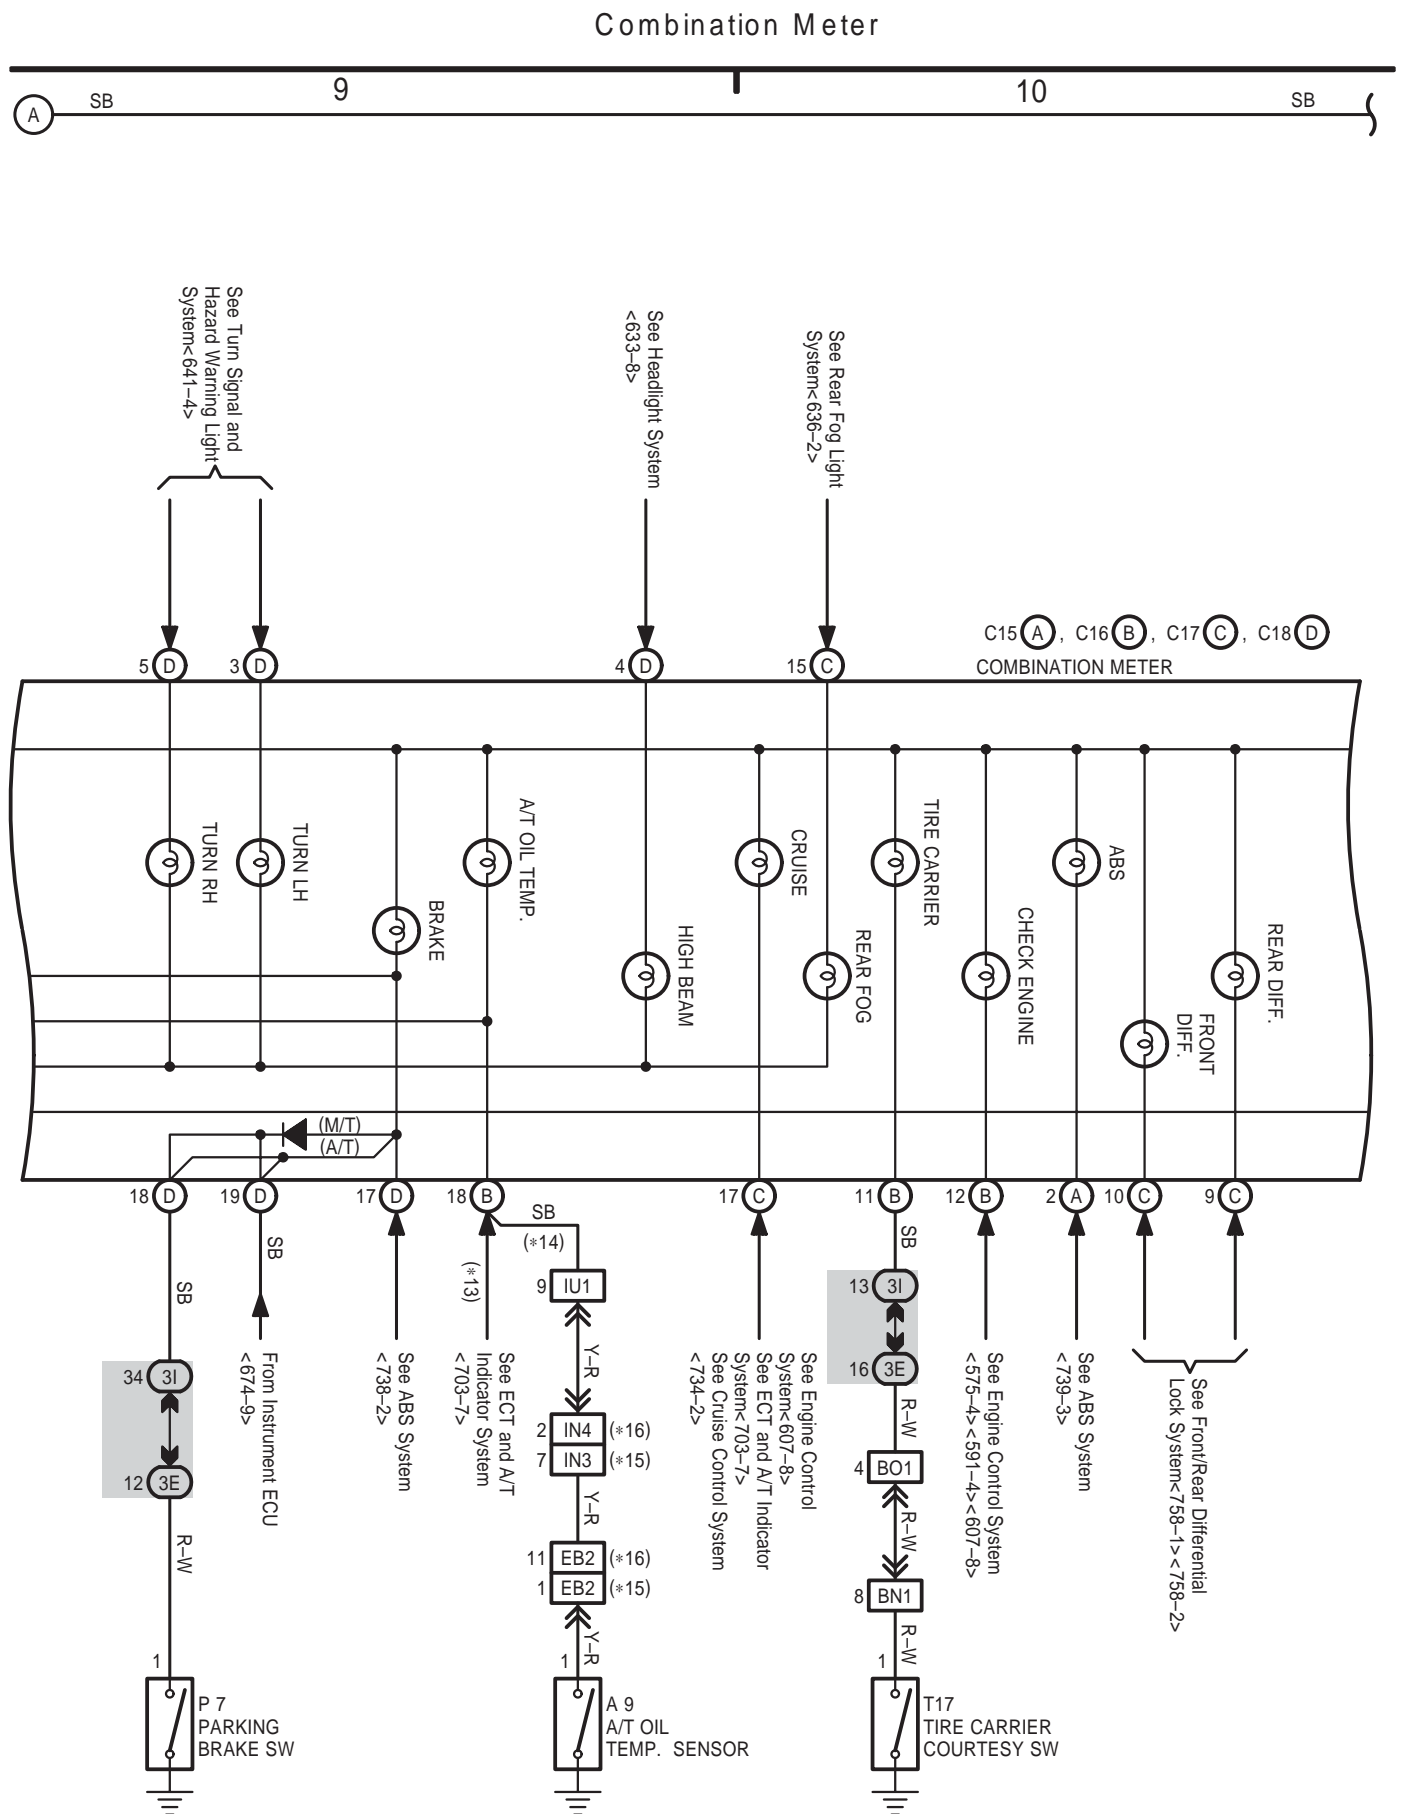 Combination Meter
9
10
A
SB
SB
See Turn Signal and
Hazard Warning Light
System<641–4>
See Headlight System
<633–8>
See Rear Fog Light
System<636–2>
C15 A , C16 B , C17 C , C18 D
COMBINATION METER
5 D
3 D
4 D
15 C
TURN RH
TURN LH
BRAKE
A/T OIL TEMP.
HIGH BEAM
CRUISE
REAR FOG
TIRE CARRIER
CHECK ENGINE
ABS
FRONT
DIFF.
REAR DIFF.
(M/T)
(A/T)
18 D
19 D
17 D
18 B
17 C
11 B
12 B
2 A
10 C
9 C
SB
SB
SB
(*14)
(*13)
SB
34 3I
12 3E
R–W
From Instrument ECU
<674–9>
See ABS System
<738–2>
See ECT and A/T
Indicator System
<703–7>
9 IU1
Y–R
2 IN4 (*16)
7 IN3 (*15)
Y–R
11 EB2 (*16)
1 EB2 (*15)
Y–R
See Engine Control
System<607–8>
See ECT and A/T Indicator
System<703–7>
See Cruise Control System
<734–2>
13 3I
16 3E
R–W
4 BO1
R–W
8 BN1
R–W
See Engine Control System
<575–4><591–4><607–8>
See ABS System
<739–3>
See Front/Rear Differential
Lock System<758–1><758–2>
1
P 7
PARKING
BRAKE SW
1
A 9
A/T OIL
TEMP. SENSOR
1
T17
TIRE CARRIER
COURTESY SW